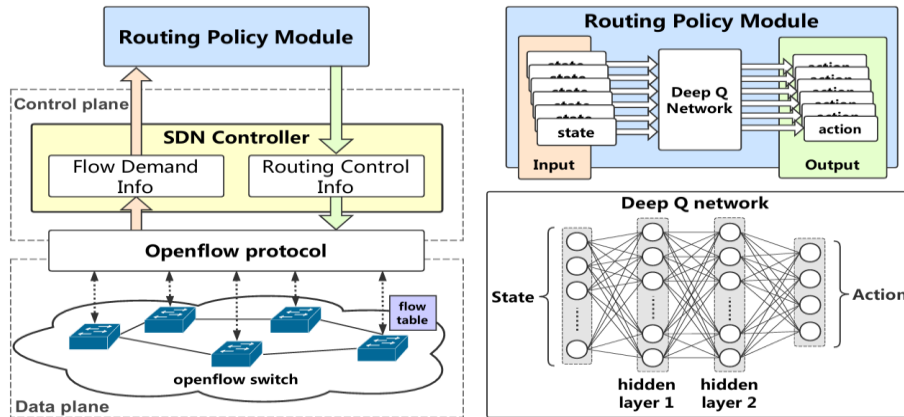 Routing Policy Module
Control plane
SDN Controller
Flow Demand
Info
Routing Control
Info
Openflow protocol
flow
table
openflow switch
Data plane
Routing Policy Module
state
Deep Q
Network
action
Input
Output
Deep Q network
State
Action
hidden
layer 1
hidden
layer 2